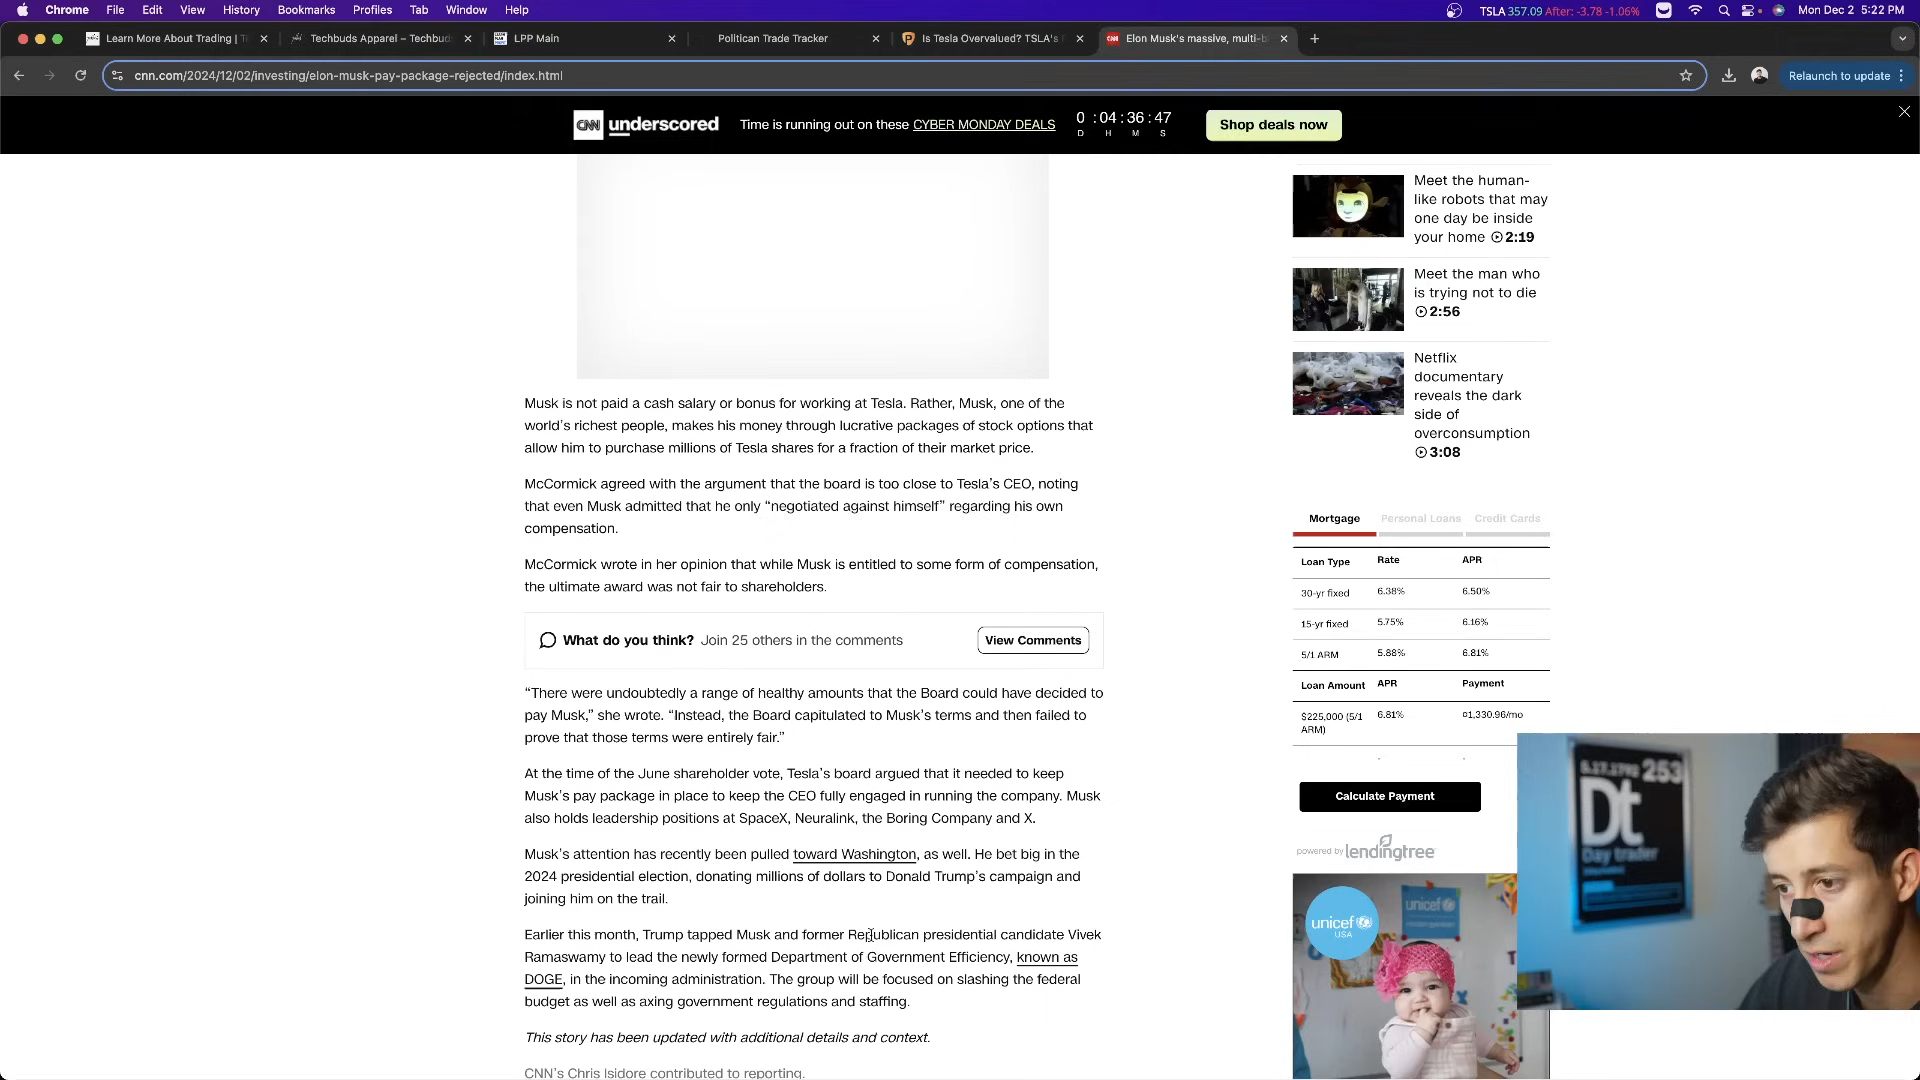 Chrome File Edit View History Bookmarks Profiles Tab Window Help
TSLA 357.09 After: -3.78 -1.06%
Mon Dec 2 5:22 PM
Learn More About Trading |
Techbuds Apparel – Techbud
LPP Main
Politican Trade Tracker
Is Tesla Overvalued? TSLA's
Elon Musk's massive, multi-b
cnn.com/2024/12/02/investing/elon-musk-pay-package-rejected/index.html
Relaunch to update
CNN underscored
Time is running out on these CYBER MONDAY DEALS
0 : 04 : 36 : 47
D H M S
Shop deals now
Musk is not paid a cash salary or bonus for working at Tesla. Rather, Musk, one of the
world's richest people, makes his money through lucrative packages of stock options that
allow him to purchase millions of Tesla shares for a fraction of their market price.
McCormick agreed with the argument that the board is too close to Tesla's CEO, noting
that even Musk admitted that he only “negotiated against himself” regarding his own
compensation.
McCormick wrote in her opinion that while Musk is entitled to some form of compensation,
the ultimate award was not fair to shareholders.
What do you think? Join 25 others in the comments
View Comments
“There were undoubtedly a range of healthy amounts that the Board could have decided to
pay Musk,” she wrote. “Instead, the Board capitulated to Musk's terms and then failed to
prove that those terms were entirely fair.”
At the time of the June shareholder vote, Tesla's board argued that it needed to keep
Musk's pay package in place to keep the CEO fully engaged in running the company. Musk
also holds leadership positions at SpaceX, Neuralink, the Boring Company and X.
Musk's attention has recently been pulled toward Washington, as well. He bet big in the
2024 presidential election, donating millions of dollars to Donald Trump's campaign and
joining him on the trail.
Earlier this month, Trump tapped Musk and former Republican presidential candidate Vivek
Ramaswamy to lead the newly formed Department of Government Efficiency, known as
DOGE, in the incoming administration. The group will be focused on slashing the federal
budget as well as axing government regulations and staffing.
This story has been updated with additional details and context.
CNN's Chris Isidore contributed to reporting.
Meet the human-
like robots that may
one day be inside
your home 2:19
Meet the man who
is trying not to die
2:56
Netflix
documentary
reveals the dark
side of
overconsumption
3:08
Mortgage Personal Loans Credit Cards
Loan Type Rate APR
30-yr fixed 6.38% 6.50%
15-yr fixed 5.75% 6.16%
5/1 ARM 5.88% 6.81%
Loan Amount APR Payment
$225,000 (5/1 6.81% ¤1,330.96/mo
ARM)
Calculate Payment
powered by lendingtree
unicef
USA
unicef
253
Dt
Day trader